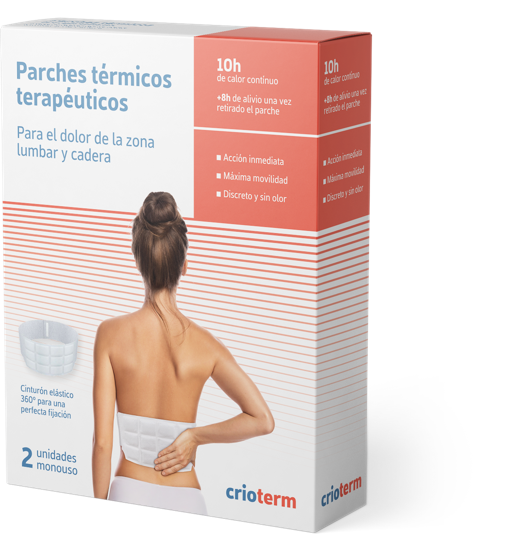 Parches térmicos
terapéuticos
Para el dolor de la zona
lumbar y cadera
10h
de calor continuo
+8h de alivio una vez
retirado el parche
Acción inmediata
Máxima movilidad
Discreto y sin olor
Cinturón elástico
360º para una
perfecta fijación
2 unidades
monouso
crioterm
10h
de calor continuo
+8h de alivio una vez
retirado el parche
Acción inmediata
Máxima movilidad
Discreto y sin olor
crioterm